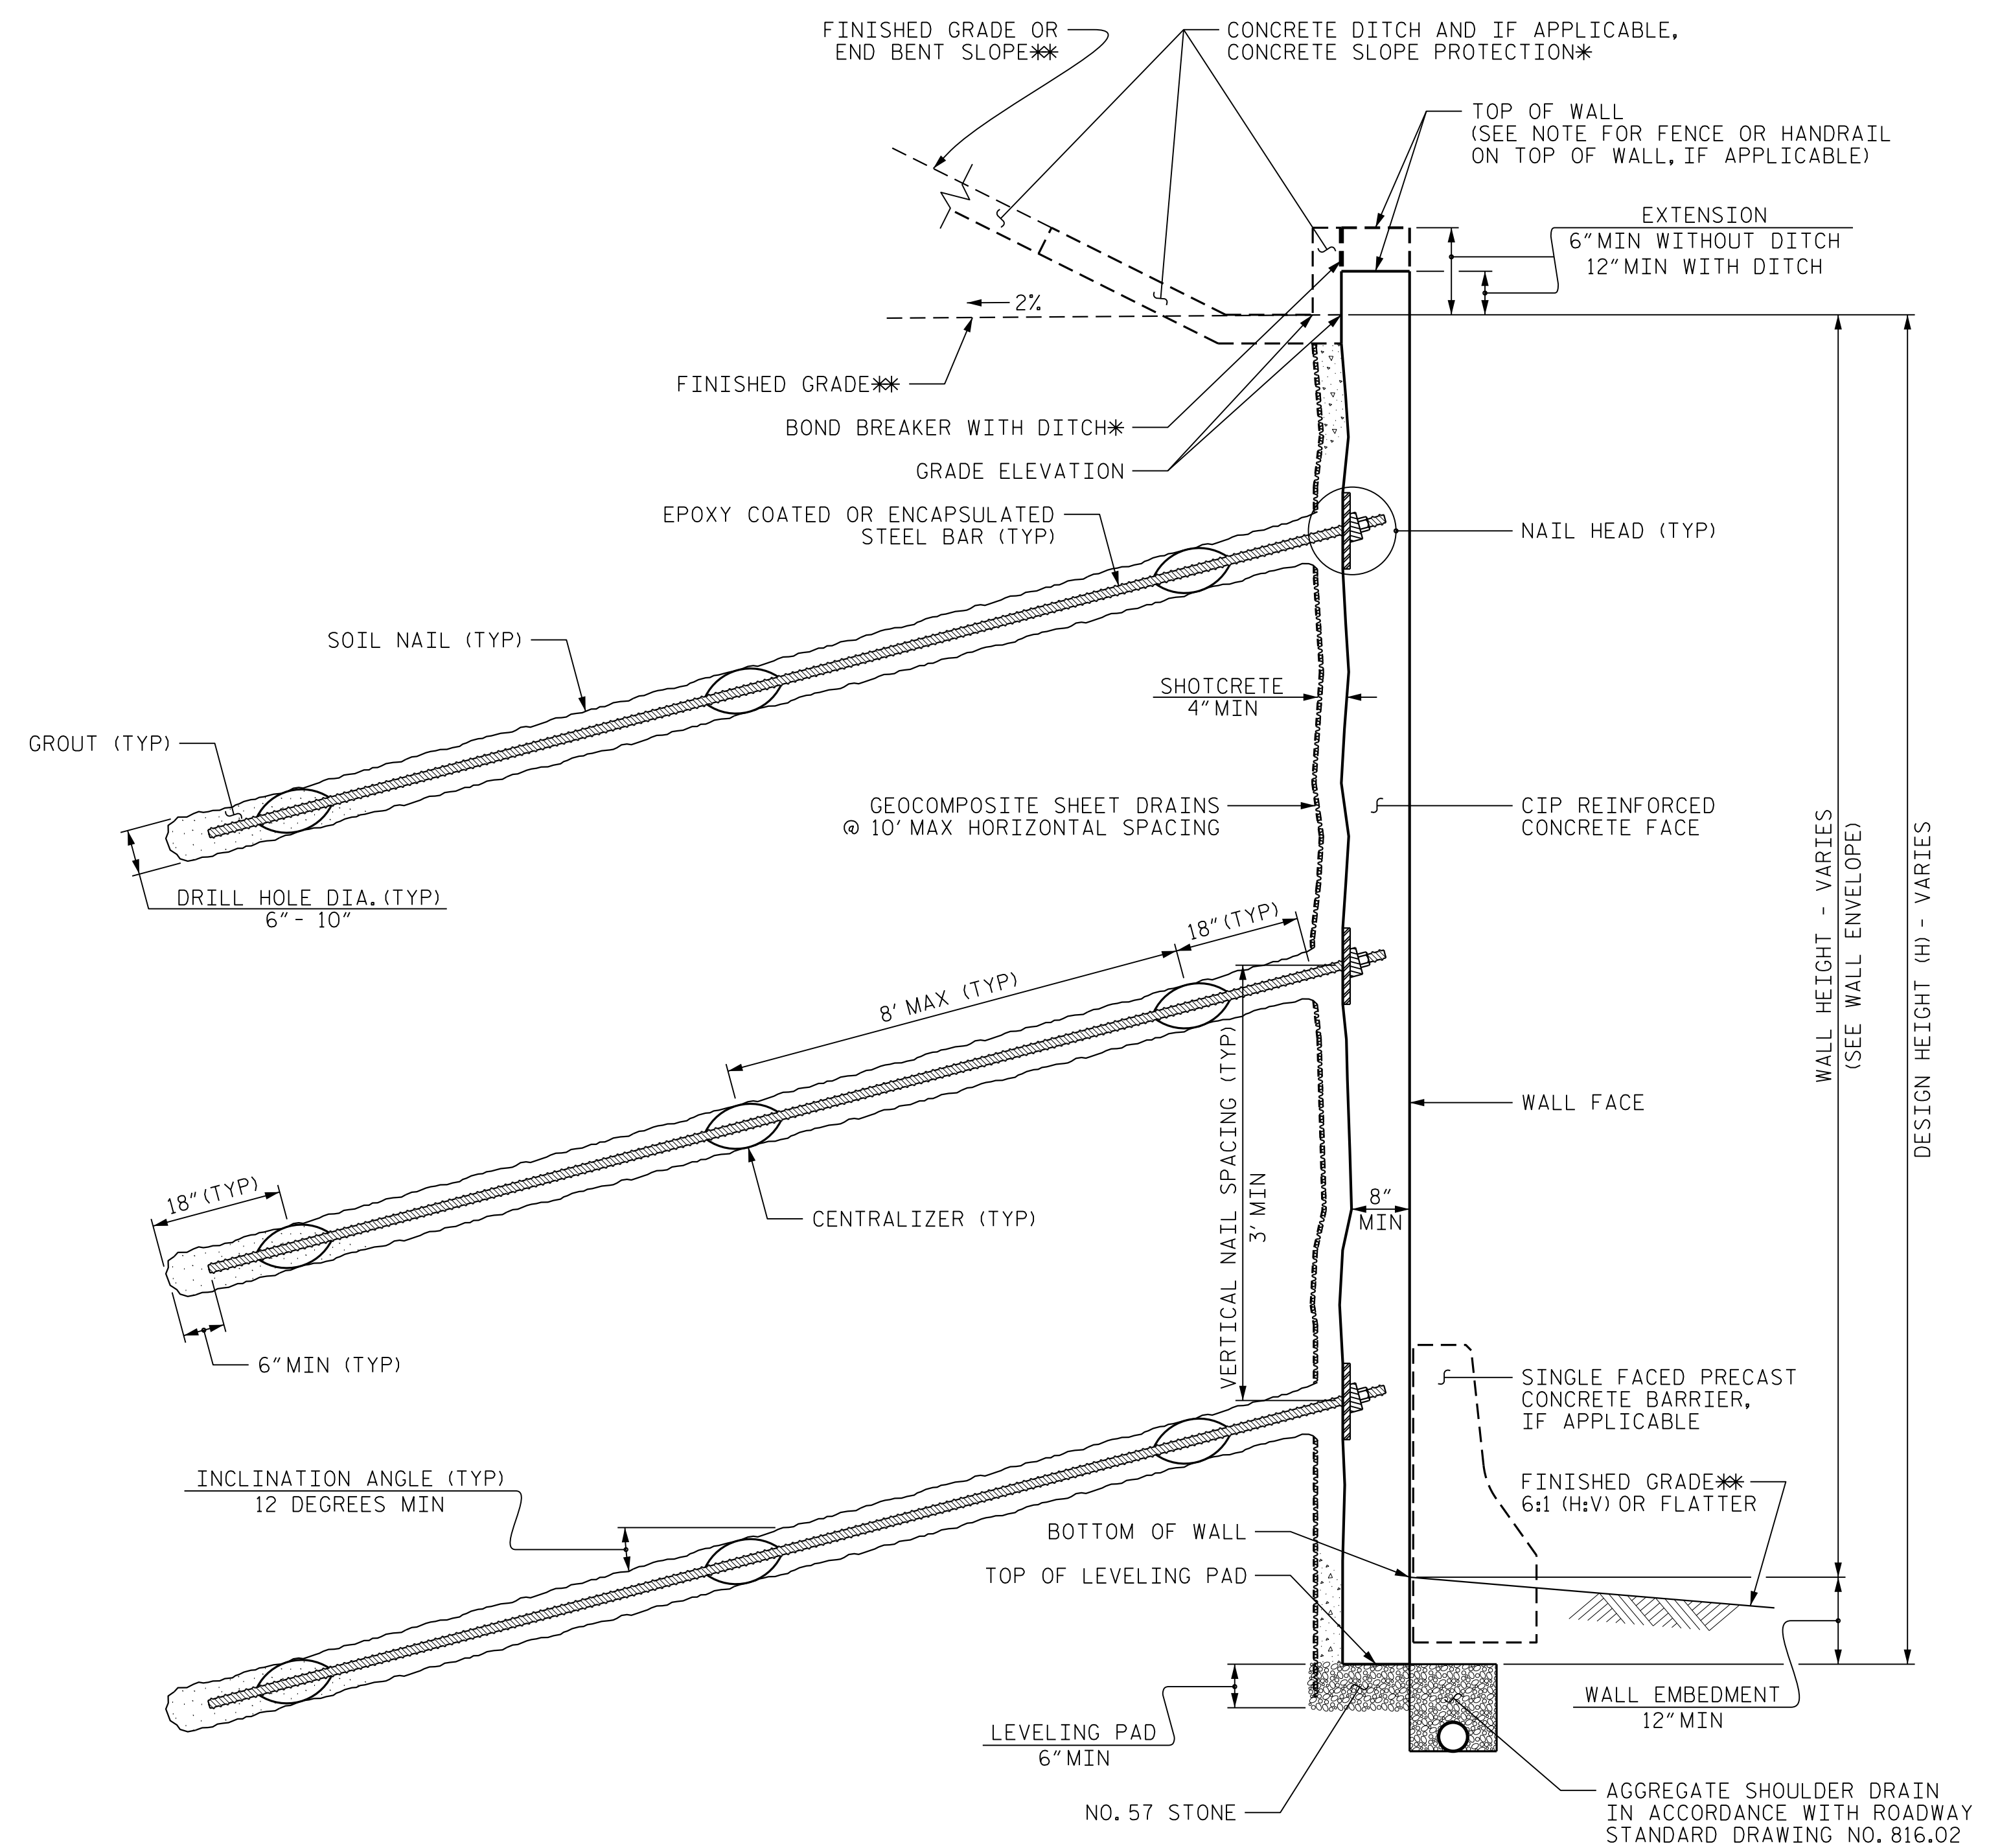 FINISHED GRADE OR
END BENT SLOPE**
CONCRETE DITCH AND IF APPLICABLE,
CONCRETE SLOPE PROTECTION*
TOP OF WALL
(SEE NOTE FOR FENCE OR HANDRAIL
ON TOP OF WALL, IF APPLICABLE)
EXTENSION
6" MIN WITHOUT DITCH
12" MIN WITH DITCH
2%
FINISHED GRADE**
BOND BREAKER WITH DITCH*
GRADE ELEVATION
EPOXY COATED OR ENCAPSULATED
STEEL BAR (TYP)
NAIL HEAD (TYP)
SOIL NAIL (TYP)
SHOTCRETE
4" MIN
GROUT (TYP)
GEOCOMPOSITE SHEET DRAINS
@ 10' MAX HORIZONTAL SPACING
CIP REINFORCED
CONCRETE FACE
DRILL HOLE DIA. (TYP)
6" - 10"
WALL HEIGHT - VARIES
(SEE WALL ENVELOPE)
DESIGN HEIGHT (H) - VARIES
18" (TYP)
8' MAX (TYP)
VERTICAL NAIL SPACING (TYP)
3' MIN
WALL FACE
18" (TYP)
CENTRALIZER (TYP)
8"
MIN
6" MIN (TYP)
SINGLE FACED PRECAST
CONCRETE BARRIER,
IF APPLICABLE
INCLINATION ANGLE (TYP)
12 DEGREES MIN
FINISHED GRADE**
6:1 (H:V) OR FLATTER
BOTTOM OF WALL
TOP OF LEVELING PAD
WALL EMBEDMENT
12" MIN
LEVELING PAD
6" MIN
NO. 57 STONE
AGGREGATE SHOULDER DRAIN
IN ACCORDANCE WITH ROADWAY
STANDARD DRAWING NO. 816.02